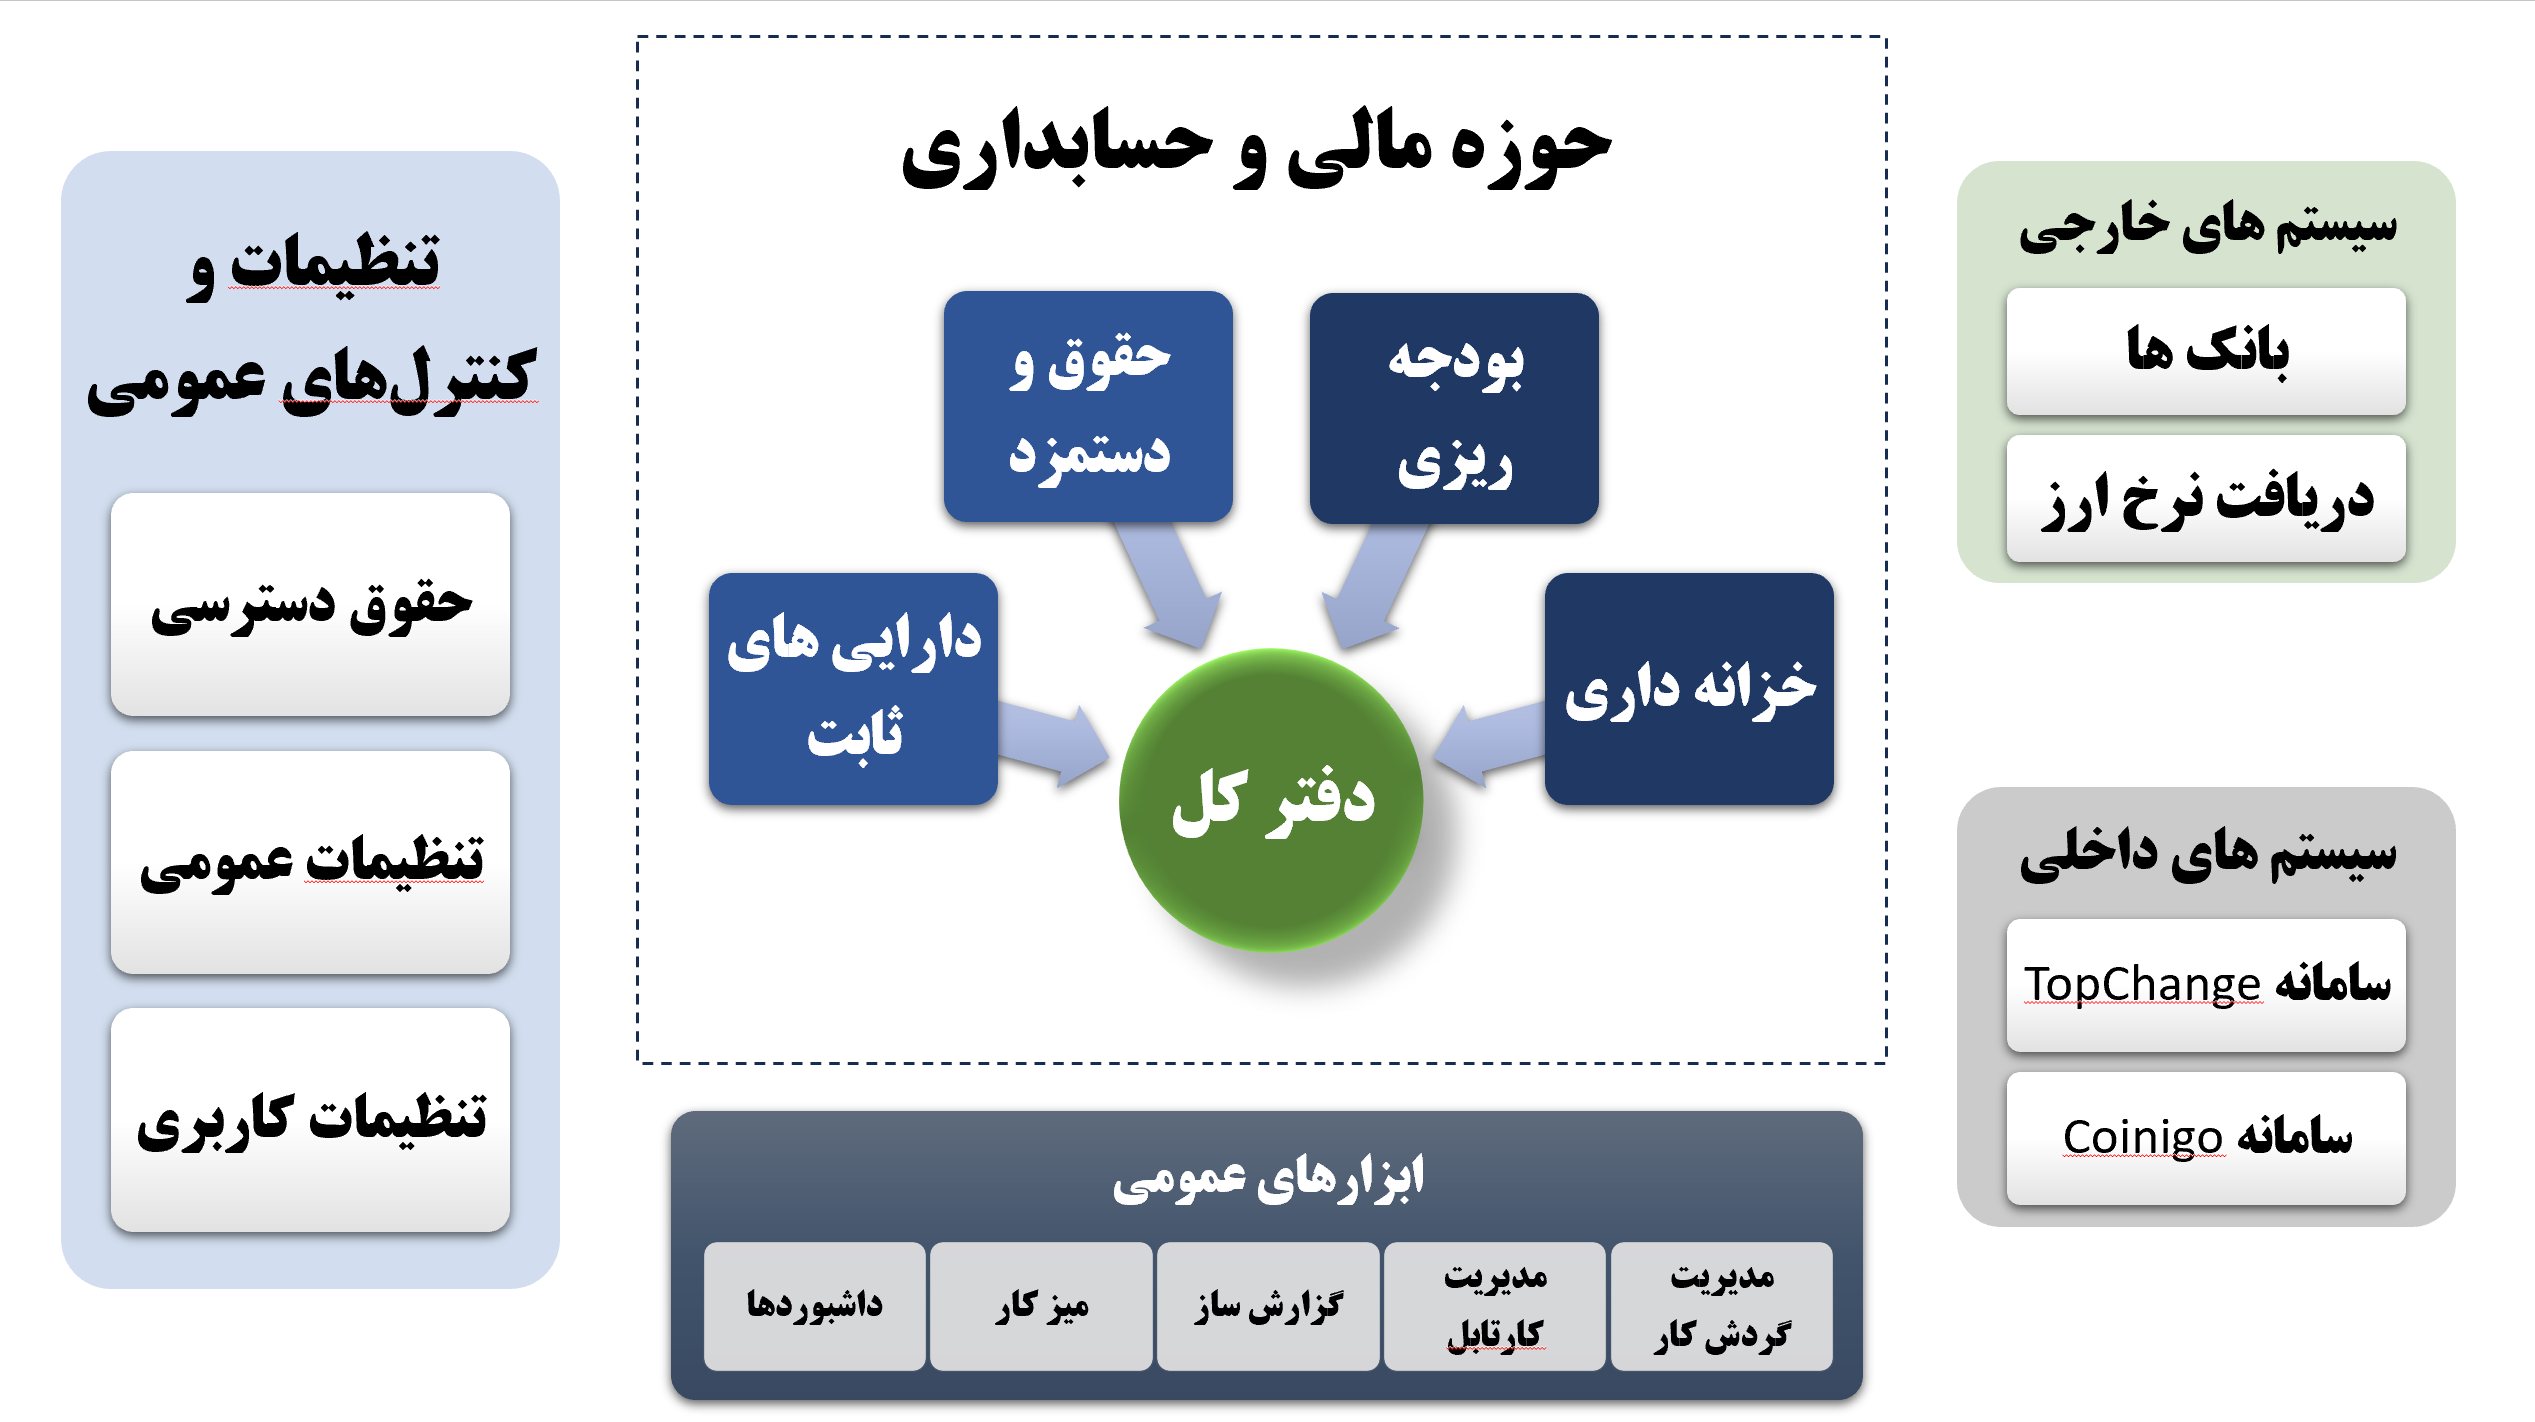 حوزه مالی و حسابداری
بودجه
ریزی
حقوق و
دستمزد
خزانه داری
دارایی های
ثابت
دفتر کل
سیستم های خارجی
بانک ها
دریافت نرخ ارز
سیستم های داخلی
سامانه TopChange
سامانه Coinigo
تنظیمات و
کنترل‌های عمومی
حقوق دسترسی
تنظیمات عمومی
تنظیمات کاربری
ابزارهای عمومی
مدیریت
گردش کار
مدیریت
کارتابل
گزارش ساز
میز کار
داشبوردها